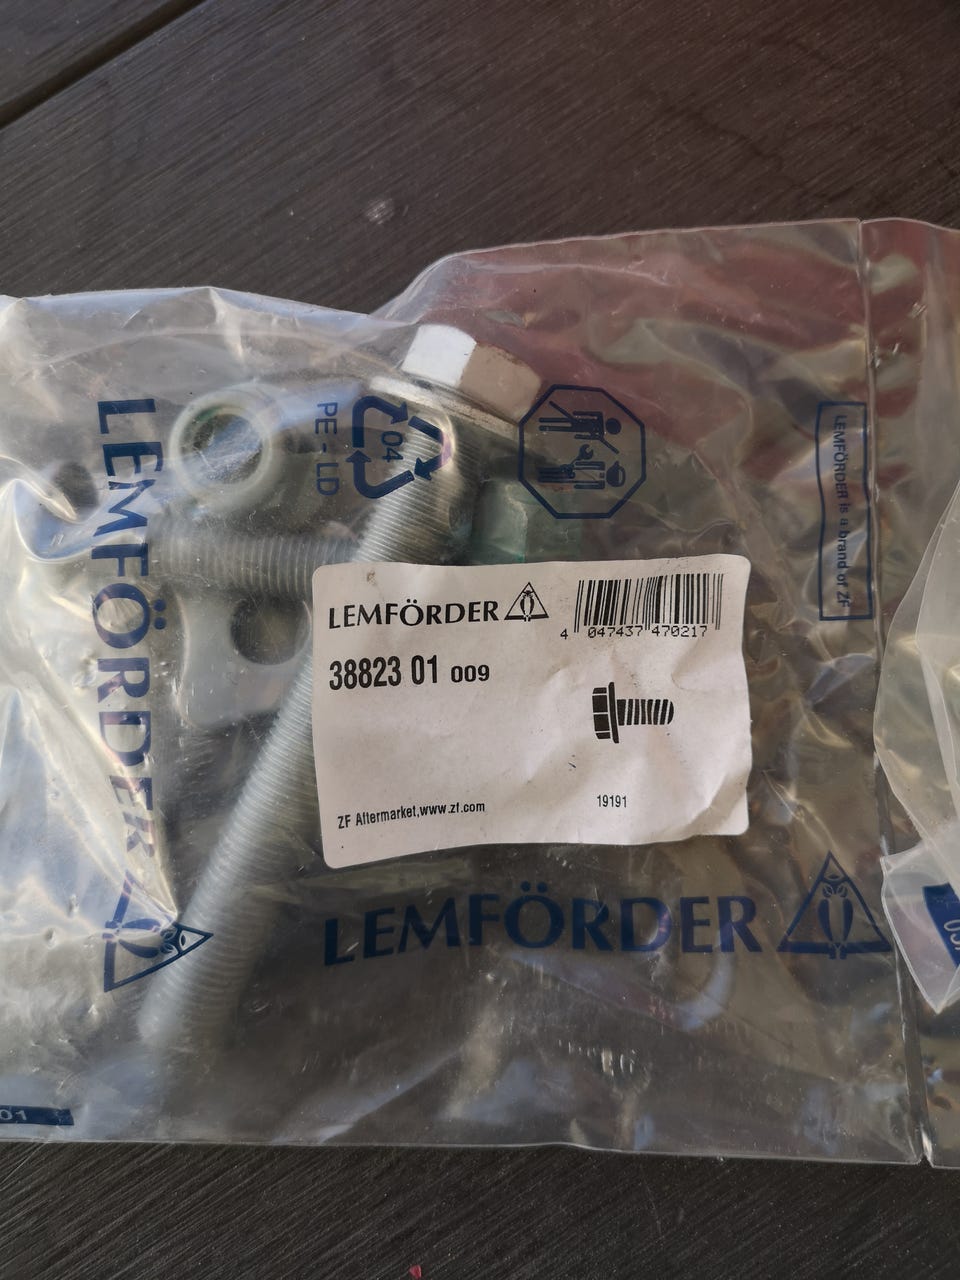 LEMFÖRDER
PE-LD
04
LEMFÖRDER is a brand of ZF
LEMFÖRDER
4 047437 470217
38823 01 009
ZF Aftermarket,www.zf.com
19191
LEMFÖRDER
01